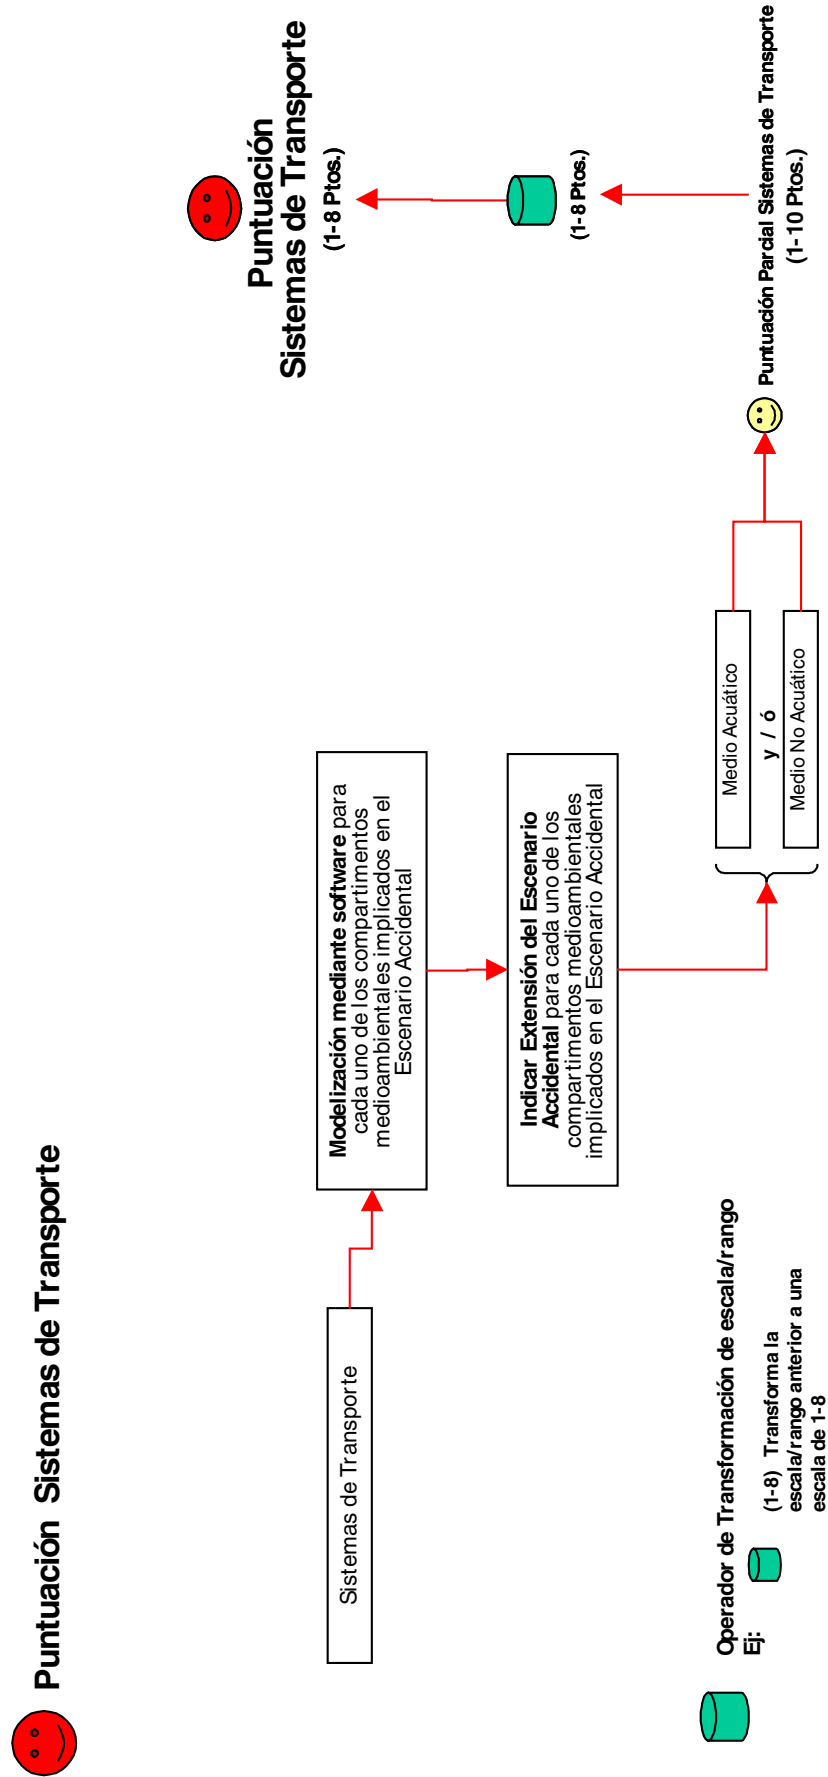 Puntuación Sistemas de Transporte
Sistemas de Transporte
Modelización mediante software para
cada uno de los compartimentos
medioambientales implicados en el
Escenario Accidental
Indicar Extensión del Escenario
Accidental para cada uno de los
compartimentos medioambientales
implicados en el Escenario Accidental
Medio Acuático
y / ó
Medio No Acuático
Puntuación Parcial Sistemas de Transporte
(1-10 Ptos.)
(1-8 Ptos.)
Puntuación
Sistemas de Transporte
(1-8 Ptos.)
Operador de Transformación de escala/rango
Ej:
(1-8) Transforma la
escala/rango anterior a una
escala de 1-8